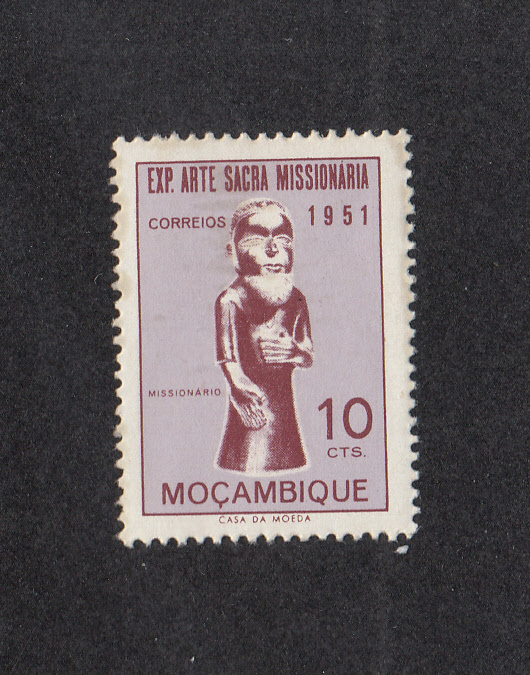 EXP. ARTE SACRA MISSIONÁRIA
CORREIOS 1951
MISSIONÁRIO
10
CTS.
MOÇAMBIQUE
CASA DA MOEDA